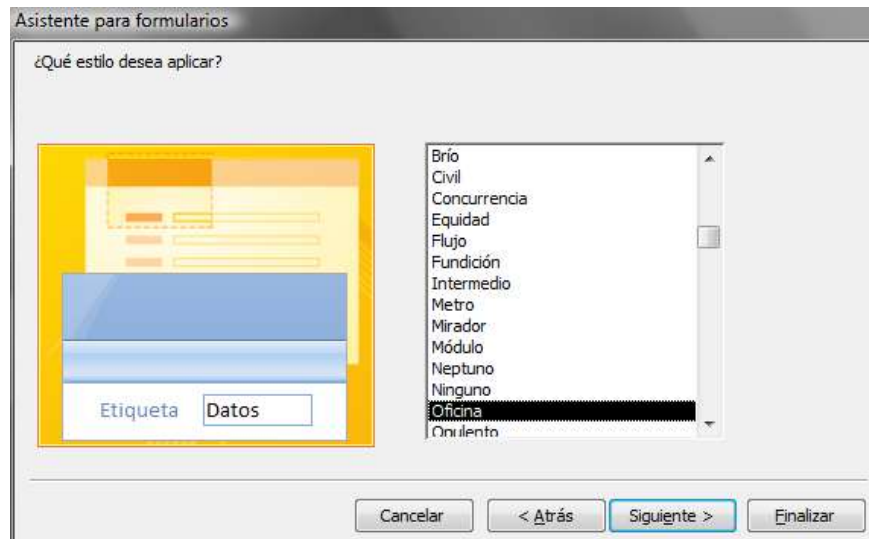 Asistente para formularios
¿Qué estilo desea aplicar?
Brío
Civil
Concurrencia
Equidad
Flujo
Fundición
Intermedio
Metro
Mirador
Módulo
Neptuno
Ninguno
Oficina
Opulento
Etiqueta Datos
Cancelar < Atrás Siguiente > Finalizar